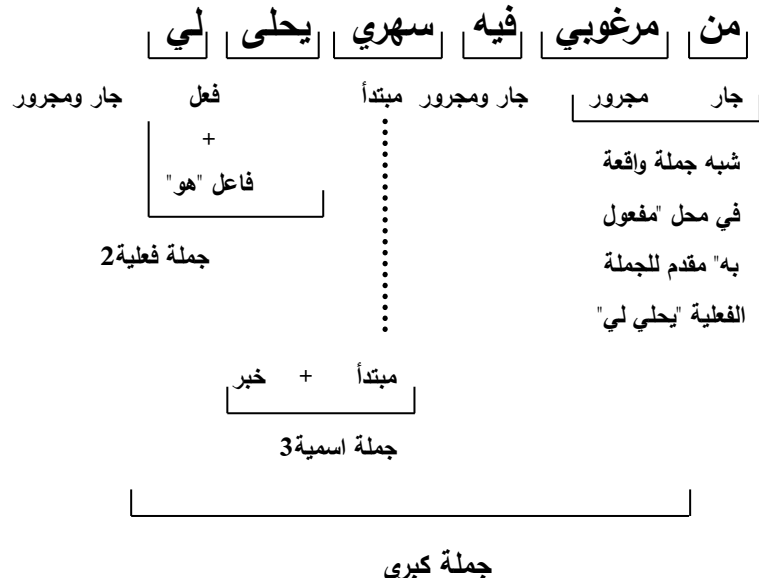 من مرغوبي فيه سهري يحلى لي
جار مجرور جار ومجرور مبتدأ فعل جار ومجرور
+
فاعل "هو"
جملة فعلية2
شبه جملة واقعة
في محل "مفعول
به" مقدم للجملة
الفعلية "يحلي لي"
مبتدأ + خبر
جملة اسمية3
جملة كبرى